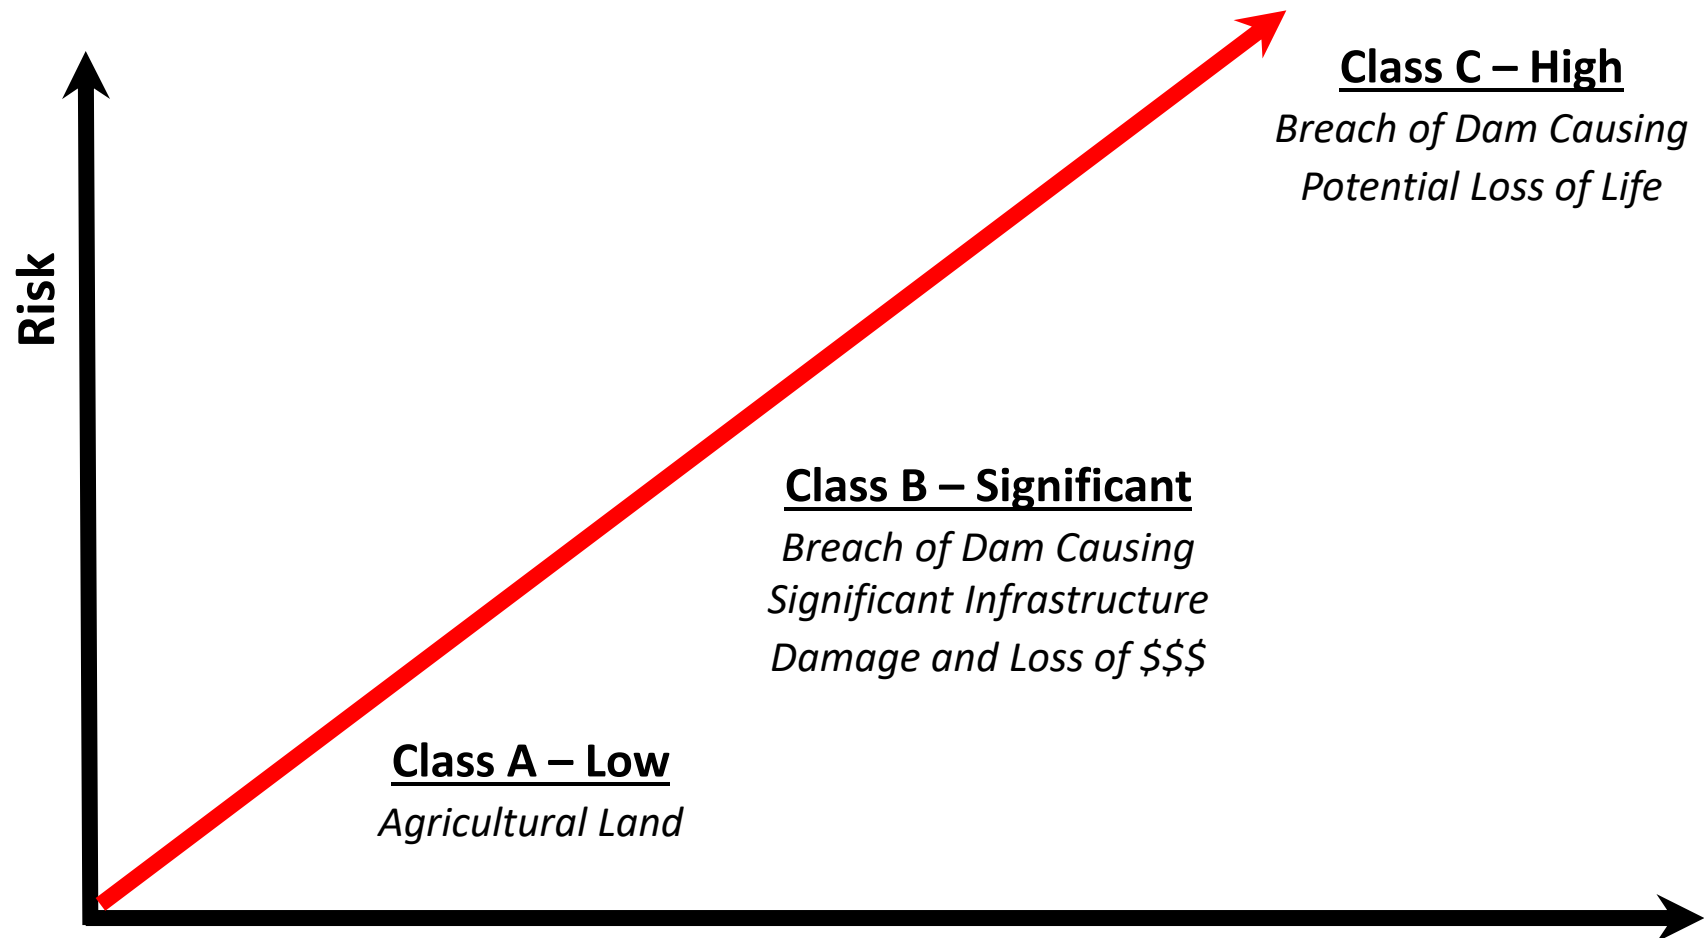 Risk
Class C – High
Breach of Dam Causing
Potential Loss of Life
Class B – Significant
Breach of Dam Causing
Significant Infrastructure
Damage and Loss of $$$
Class A – Low
Agricultural Land